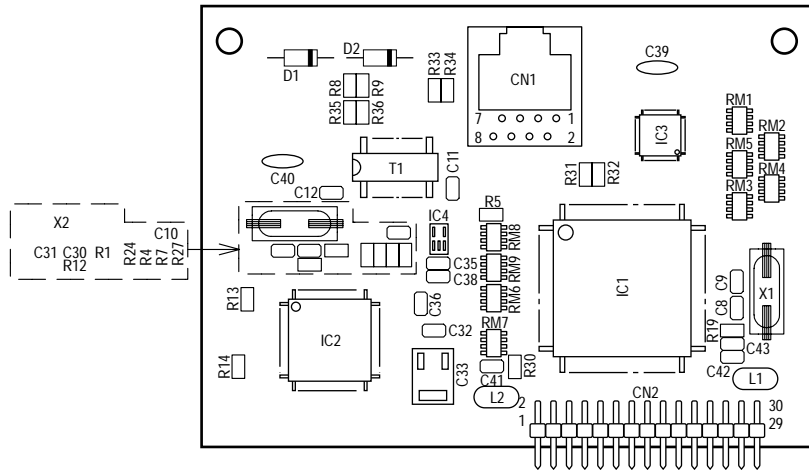 D1
D2
R8
R9
R35
R36
R33
R34
CN1
7
1
8
2
C39
IC3
RM1
RM2
RM5
RM4
RM3
R31
R32
C40
T1
C11
C12
R5
IC4
RM8
C35
RM9
C38
RM6
C36
C32
RM7
C41
R30
C33
L2
IC1
C9
C8
X1
R19
C43
C42
L1
X2
C10
C31 C30 R1
R12
R24
R4
R7
R27
R13
IC2
R14
CN2
2
1
30
29